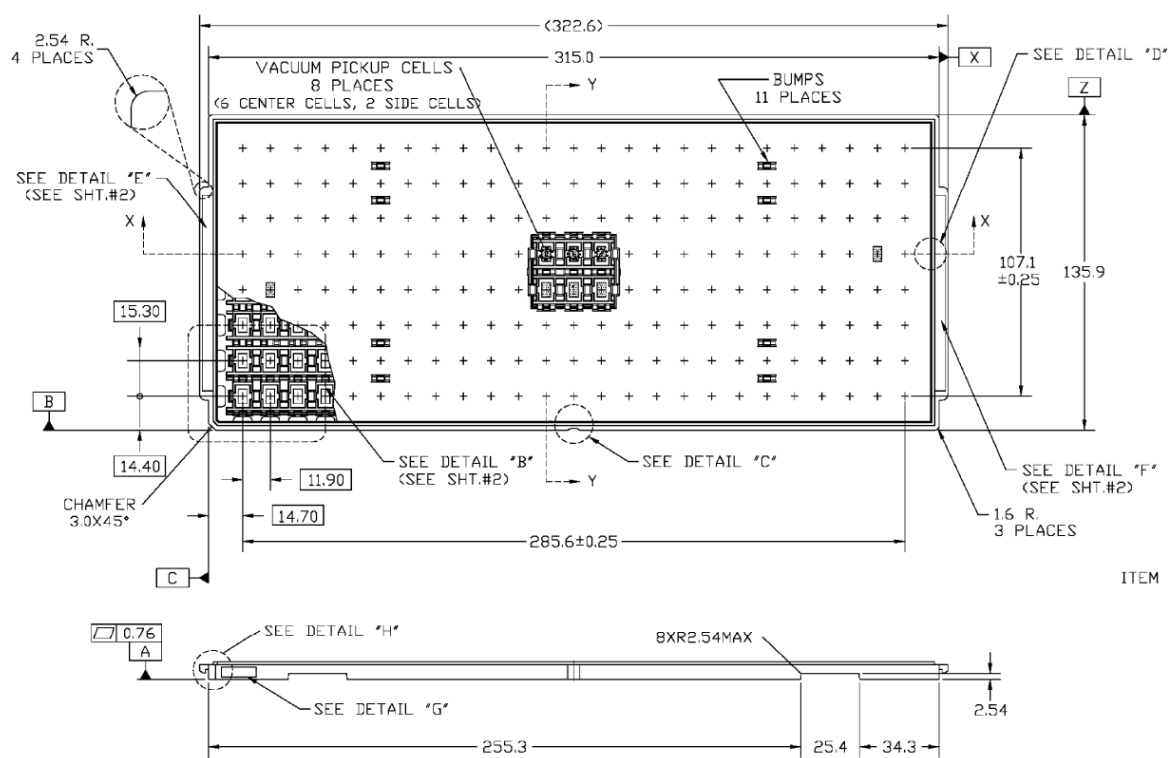 (322.6)
2.54 R.
4 PLACES
315.0
X
SEE DETAIL "D"
VACUUM PICKUP CELLS
8 PLACES
(6 CENTER CELLS, 2 SIDE CELLS)
Y
BUMPS
11 PLACES
Z
SEE DETAIL "E"
(SEE SHT.#2)
X
X
107.1
±0.25
135.9
15.30
B
14.40
SEE DETAIL "B"
(SEE SHT.#2)
SEE DETAIL "C"
SEE DETAIL "F"
(SEE SHT.#2)
11.90
Y
CHAMFER
3.0X45°
14.70
1.6 R.
3 PLACES
285.6±0.25
C
ITEM
0.76
A
SEE DETAIL "H"
8XR2.54MAX
SEE DETAIL "G"
2.54
255.3
25.4
34.3